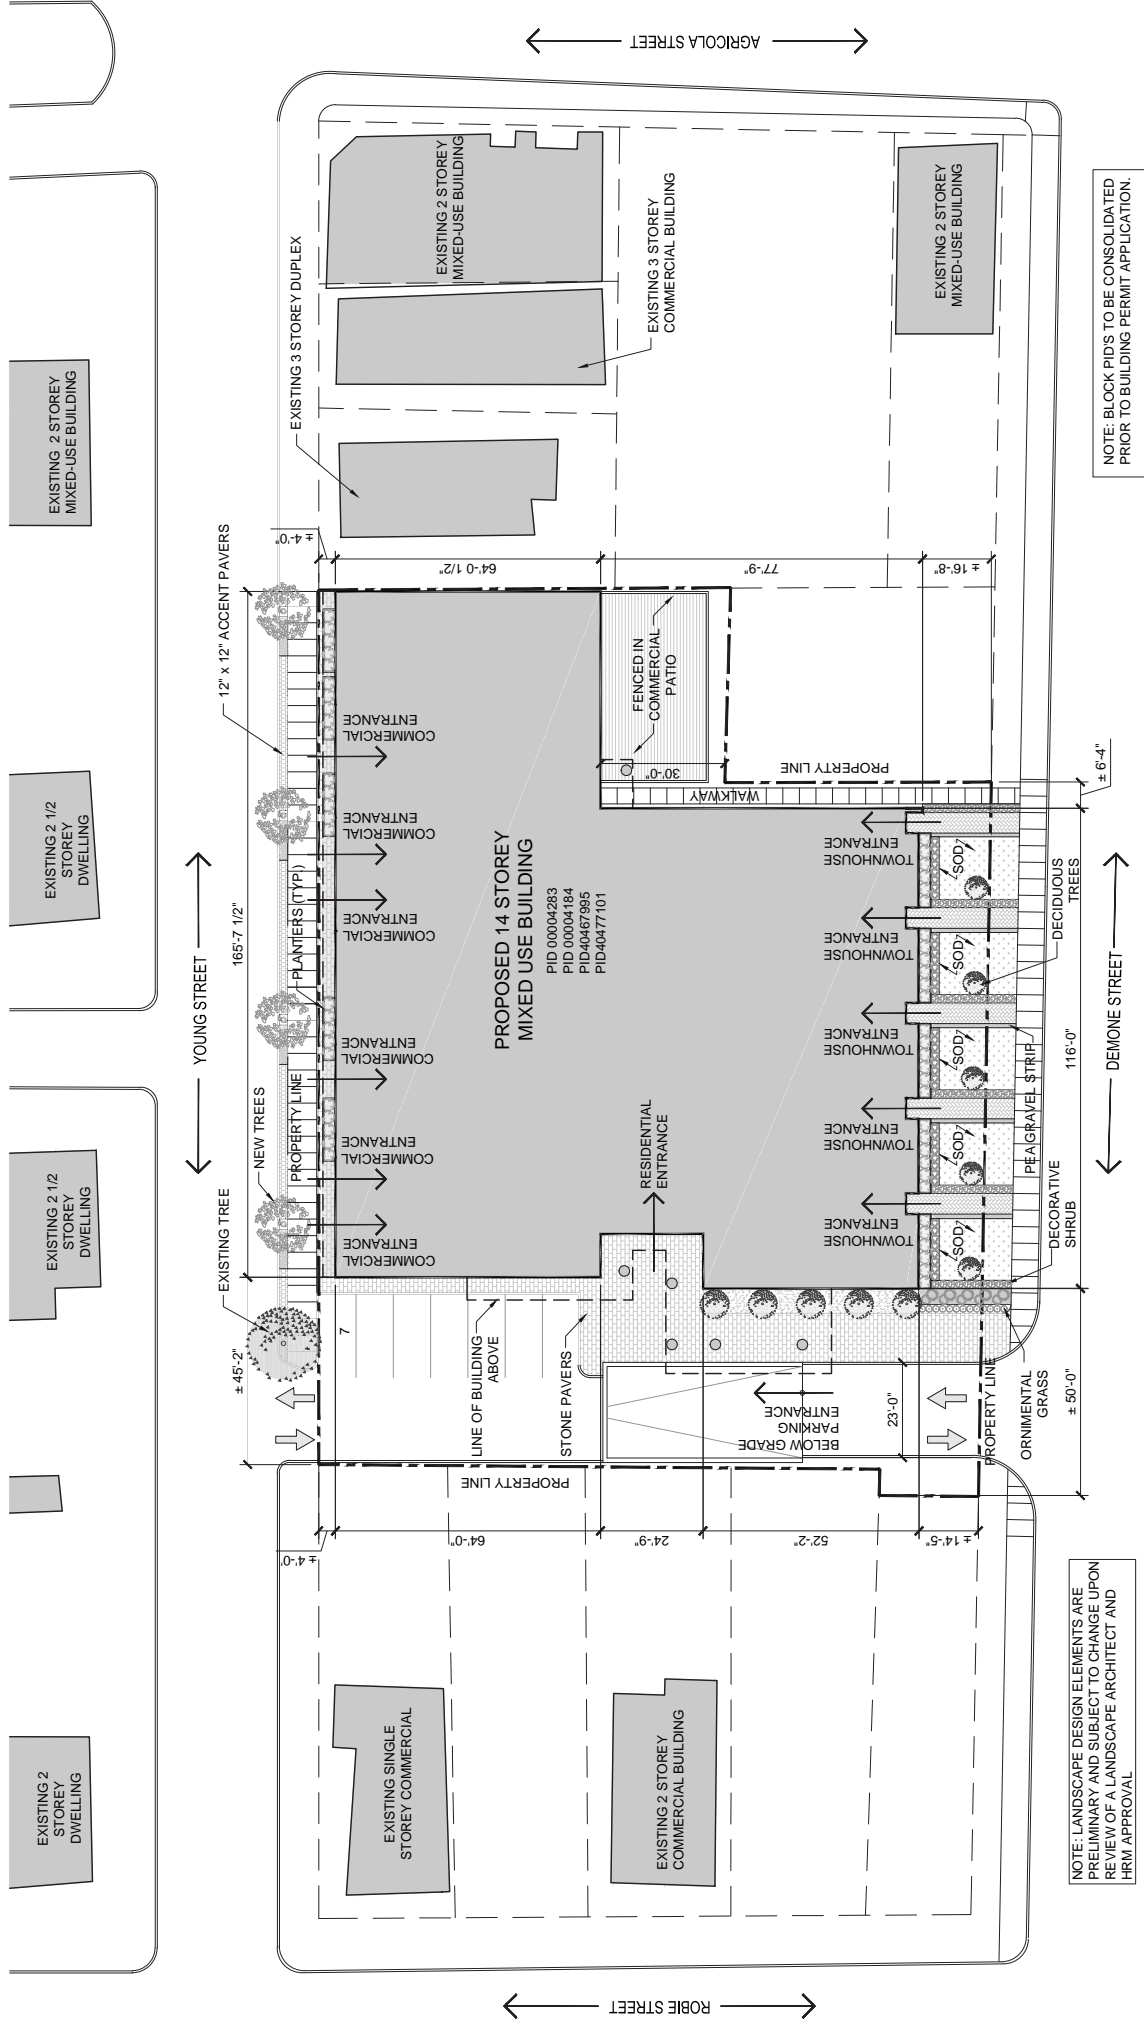 AGRICOLA STREET
EXISTING 2 STOREY
MIXED-USE BUILDING
EXISTING 3 STOREY DUPLEX
EXISTING 3 STOREY
COMMERCIAL BUILDING
EXISTING 2 STOREY
MIXED-USE BUILDING
EXISTING 2 STOREY
MIXED-USE BUILDING
NOTE: BLOCK PID'S TO BE CONSOLIDATED
PRIOR TO BUILDING PERMIT APPLICATION.
12" x 12" ACCENT PAVERS
± 4'-0"
64'-0 1/2"
77'-9"
± 16'-8"
EXISTING 2 1/2
STOREY
DWELLING
YOUNG STREET
165'-7 1/2"
PLANTERS (TYP.)
PROPERTY LINE
NEW TREES
EXISTING TREE
± 45'-2"
EXISTING 2 1/2
STOREY
DWELLING
COMMERCIAL
ENTRANCE
COMMERCIAL
ENTRANCE
COMMERCIAL
ENTRANCE
COMMERCIAL
ENTRANCE
COMMERCIAL
ENTRANCE
COMMERCIAL
ENTRANCE
PROPOSED 14 STOREY
MIXED USE BUILDING
PID 00004283
PID 00004184
PID40467995
PID40477101
FENCED IN
COMMERCIAL
PATIO
30'-0"
WALKWAY
PROPERTY LINE
± 6'-4"
RESIDENTIAL
ENTRANCE
TOWNHOUSE
ENTRANCE
TOWNHOUSE
ENTRANCE
TOWNHOUSE
ENTRANCE
TOWNHOUSE
ENTRANCE
TOWNHOUSE
ENTRANCE
SOD
SOD
SOD
SOD
SOD
DECIDUOUS
TREES
PEA GRAVEL STRIP
116'-0"
DEMONE STREET
DECORATIVE
SHRUB
ORNIMENTAL
GRASS
± 50'-0"
7
LINE OF BUILDING
ABOVE
STONE PAVERS
BELOW GRADE
PARKING
ENTRANCE
23'-0"
PROPERTY LINE
PROPERTY LINE
± 4'-0"
64'-0"
24'-9"
52'-2"
± 14'-5"
EXISTING 2
STOREY
DWELLING
EXISTING SINGLE
STOREY COMMERCIAL
EXISTING 2 STOREY
COMMERCIAL BUILDING
NOTE: LANDSCAPE DESIGN ELEMENTS ARE
PRELIMINARY AND SUBJECT TO CHANGE UPON
REVIEW OF A LANDSCAPE ARCHITECT AND
HRM APPROVAL
ROBIE STREET